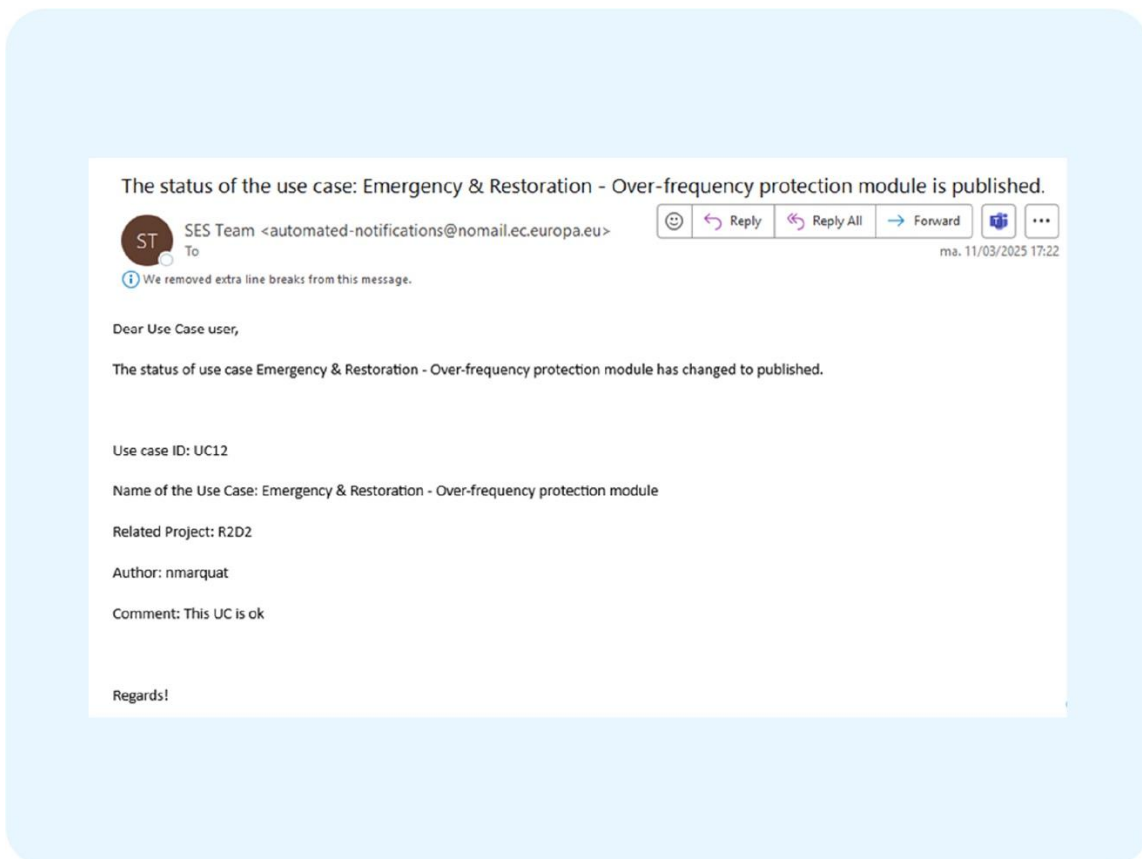 The status of the use case: Emergency & Restoration - Over-frequency protection module is published.
ST
SES Team <automated-notifications@nomail.ec.europa.eu>
To
Reply
Reply All
Forward
ma. 11/03/2025 17:22
We removed extra line breaks from this message.
Dear Use Case user,
The status of use case Emergency & Restoration - Over-frequency protection module has changed to published.
Use case ID: UC12
Name of the Use Case: Emergency & Restoration - Over-frequency protection module
Related Project: R2D2
Author: nmarquat
Comment: This UC is ok
Regards!